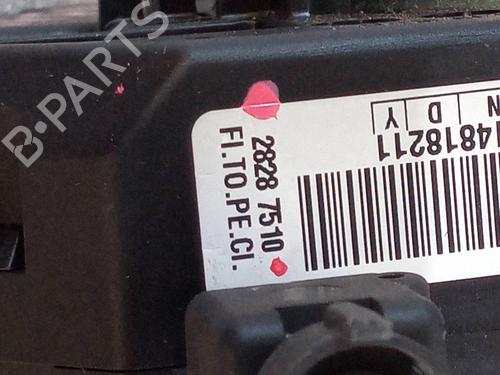 B-PARTS
2828 7510
FI.TO.PE.CI.
N D Y
14818211